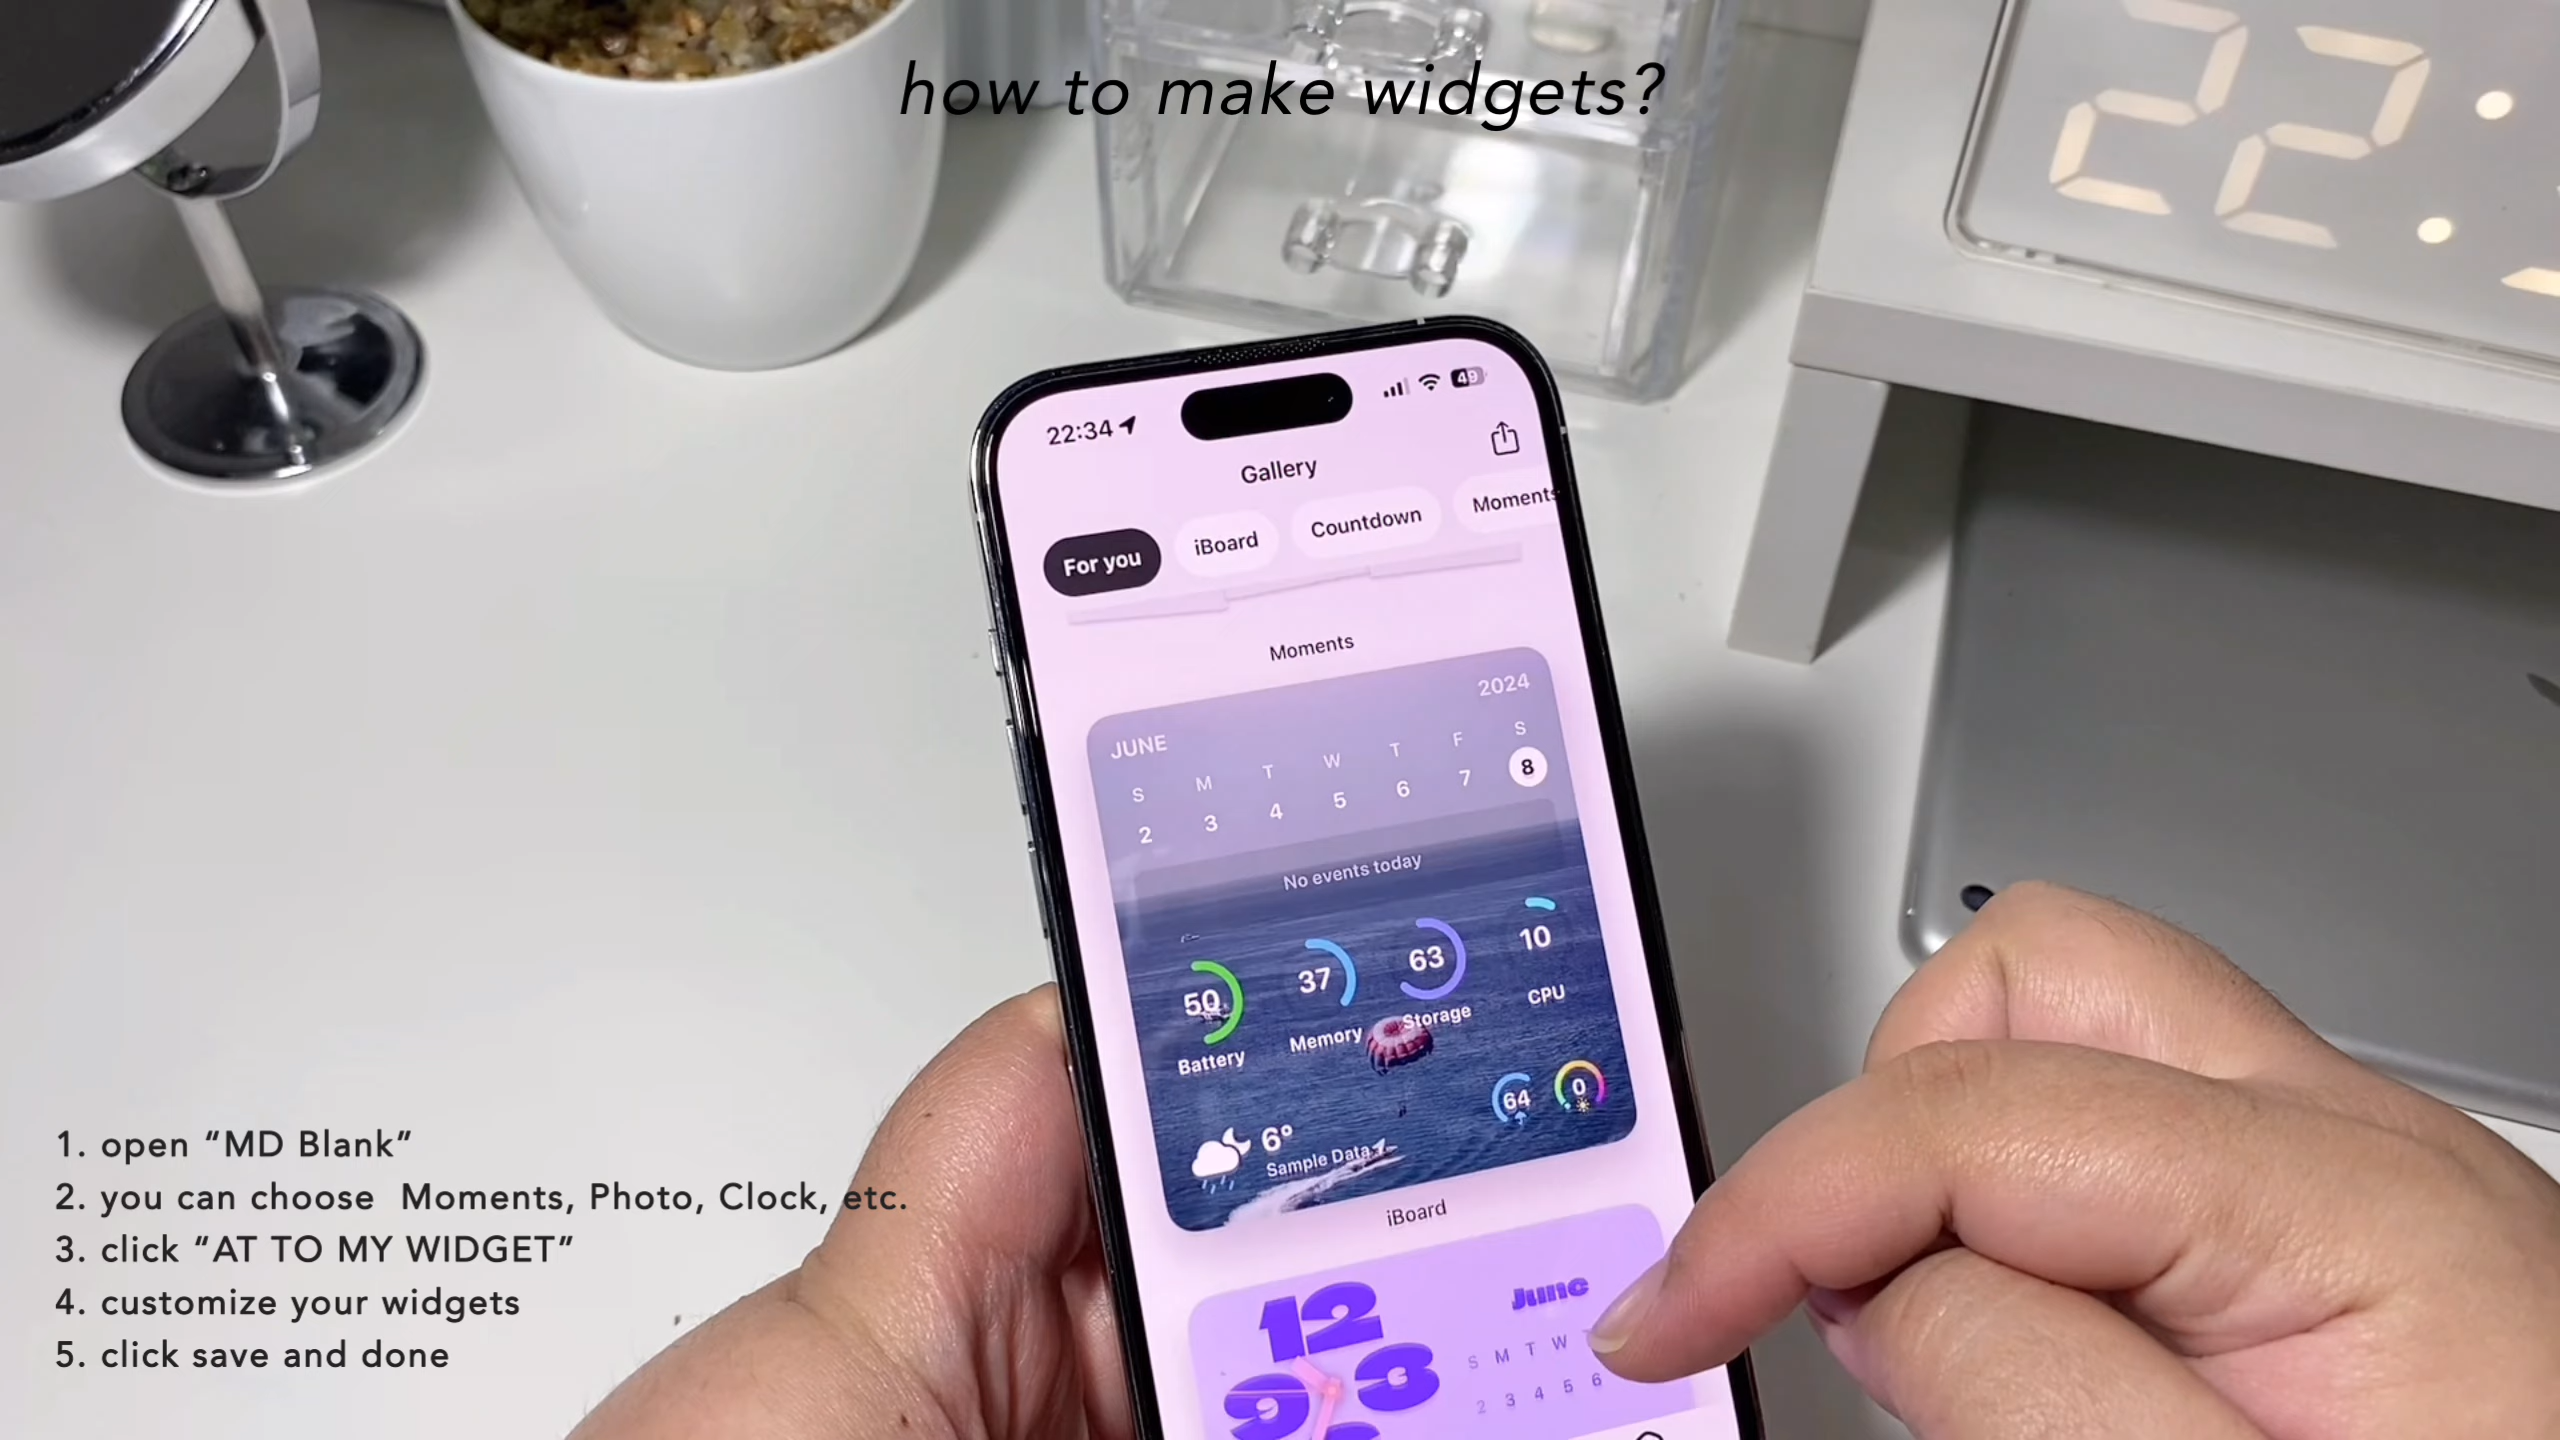 how to make widgets?
22:
22:34
49
Gallery
For you
iBoard
Countdown
Moments
Moments
JUNE
2024
S M T W T F S
2 3 4 5 6 7 8
No events today
50
37
63
10
Battery
Memory
Storage
CPU
64
0
6°
Sample Data
iBoard
12
3
9
June
S M T W
2 3 4 5 6
1. open “MD Blank”
2. you can choose  Moments, Photo, Clock, etc.
3. click “AT TO MY WIDGET”
4. customize your widgets
5. click save and done